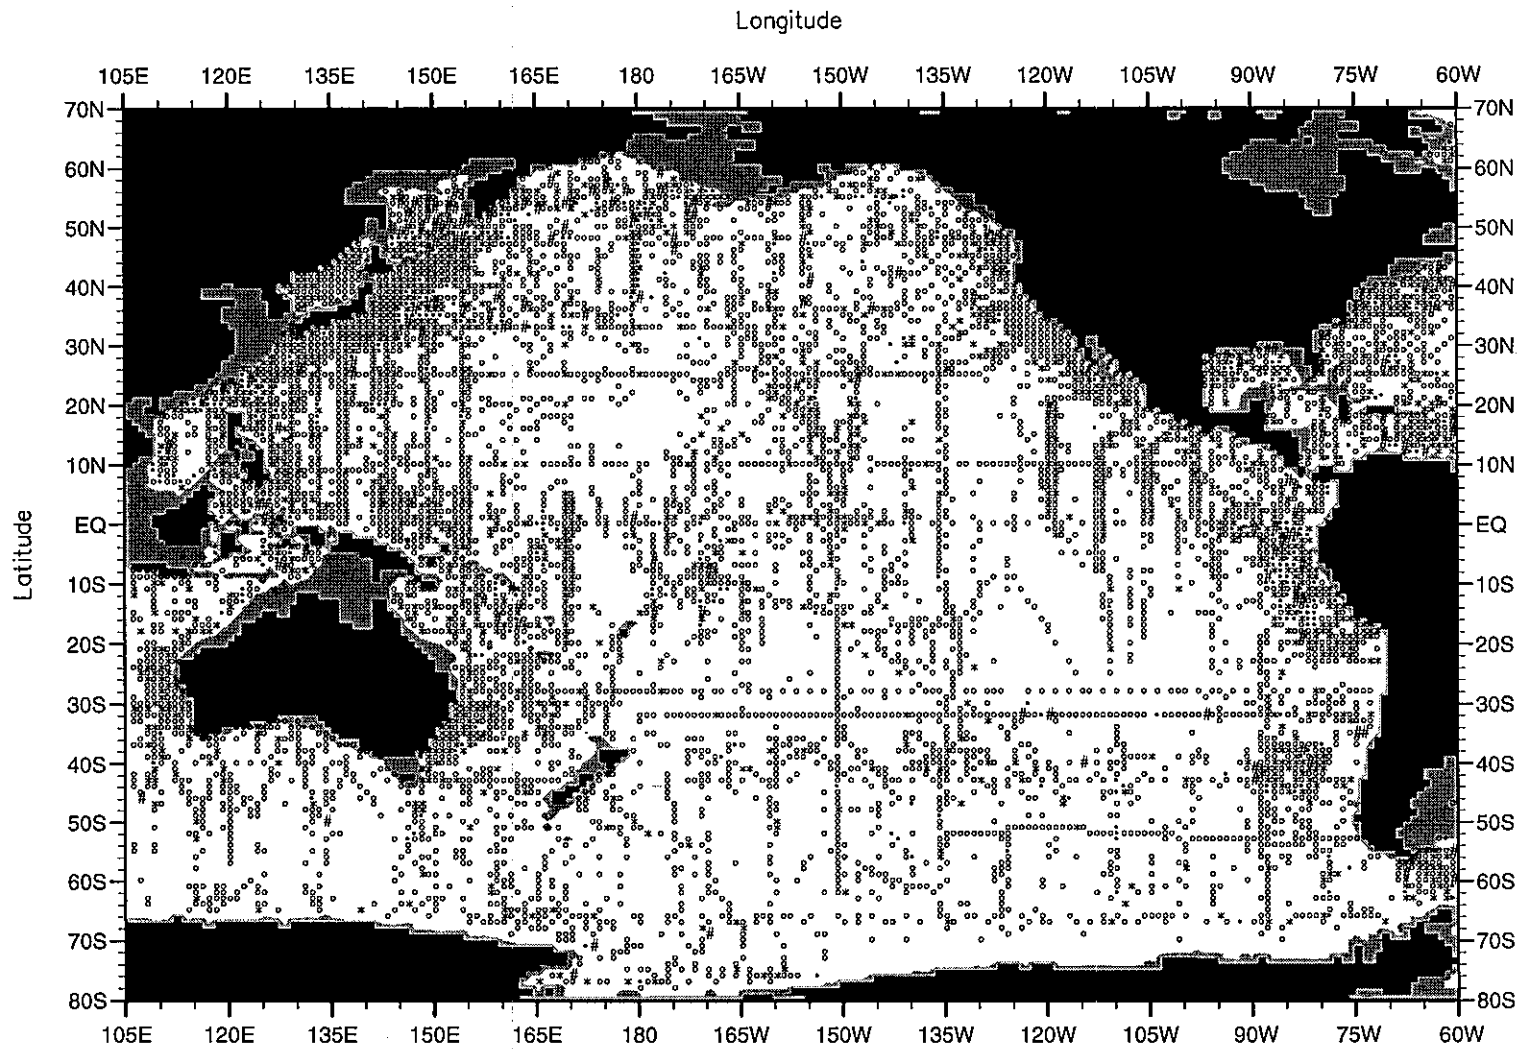 Longitude
105E 120E 135E 150E 165E 180 165W 150W 135W 120W 105W 90W 75W 60W
70N 70N
60N 60N
50N 50N
40N 40N
30N 30N
20N 20N
10N 10N
Latitude
EQ EQ
10S 10S
20S 20S
30S 30S
40S 40S
50S 50S
60S 60S
70S 70S
80S 80S
105E 120E 135E 150E 165E 180 165W 150W 135W 120W 105W 90W 75W 60W